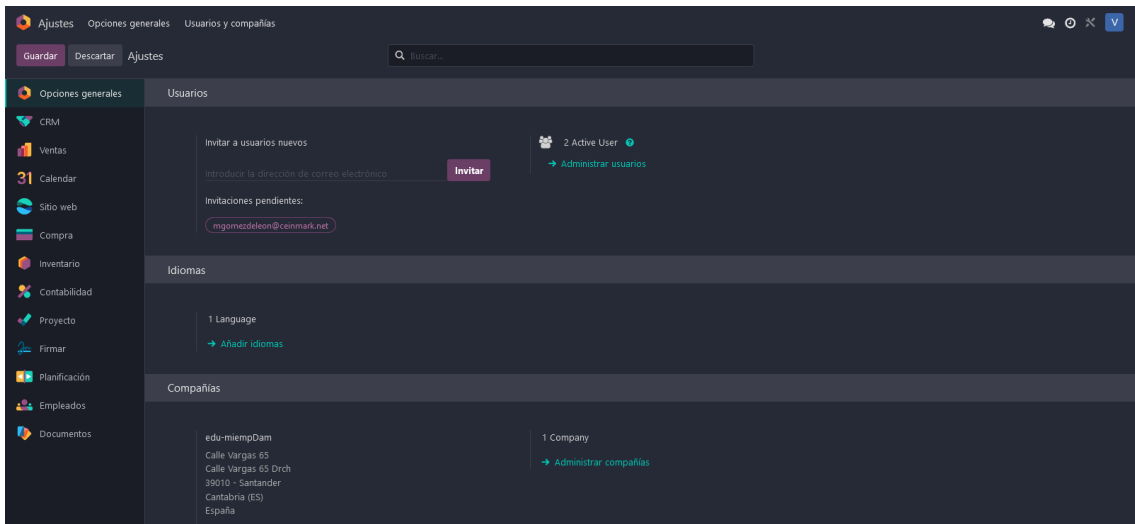 Ajustes Opciones generales Usuarios y compañías V
Guardar Descartar Ajustes Buscar...
Opciones generales
CRM
Ventas
31 Calendar
Sitio web
Compra
Inventario
Contabilidad
Proyecto
Firmar
Planificación
Empleados
Documentos
Usuarios
Invitar a usuarios nuevos
Introducir la dirección de correo electrónico Invitar
Invitaciones pendientes:
mgomezdeleon@ceinmark.net
2 Active User ?
→ Administrar usuarios
Idiomas
1 Language
→ Añadir idiomas
Compañías
edu-miempDam
Calle Vargas 65
Calle Vargas 65 Drch
39010 - Santander
Cantabria (ES)
España
1 Company
→ Administrar compañías